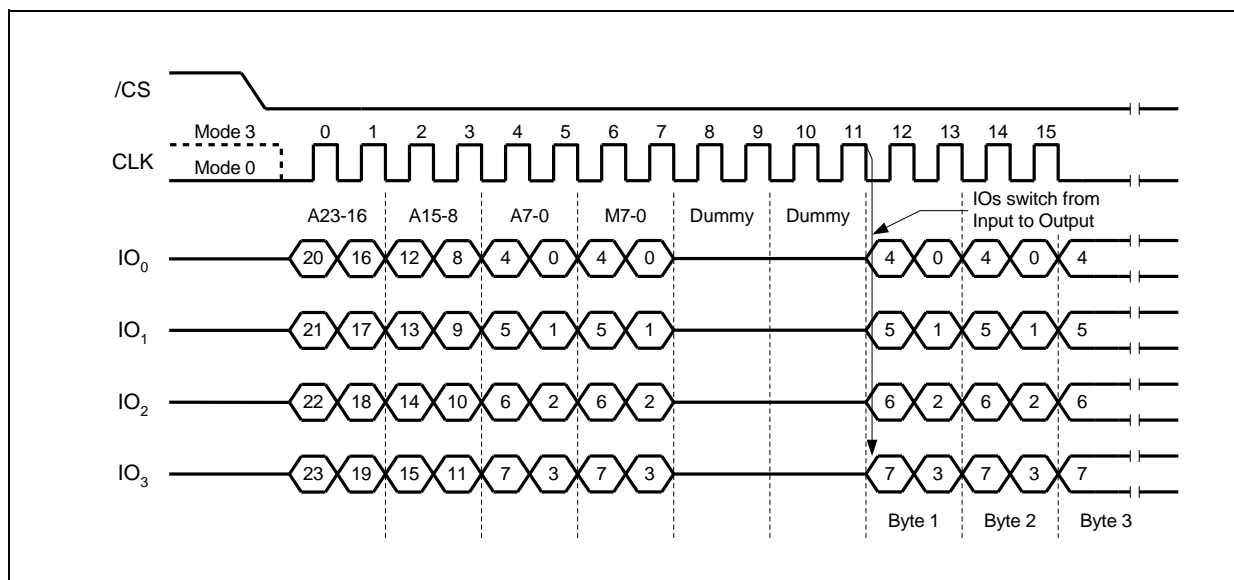 /CS
Mode 3 0 1 2 3 4 5 6 7 8 9 10 11 12 13 14 15
CLK
Mode 0
IOs switch from
Input to Output
A23-16 A15-8 A7-0 M7-0 Dummy Dummy
IO0 20 16 12 8 4 0 4 0 4 0 4 0 4
IO1 21 17 13 9 5 1 5 1 5 1 5 1 5
IO2 22 18 14 10 6 2 6 2 6 2 6 2 6
IO3 23 19 15 11 7 3 7 3 7 3 7 3 7
Byte 1 Byte 2 Byte 3